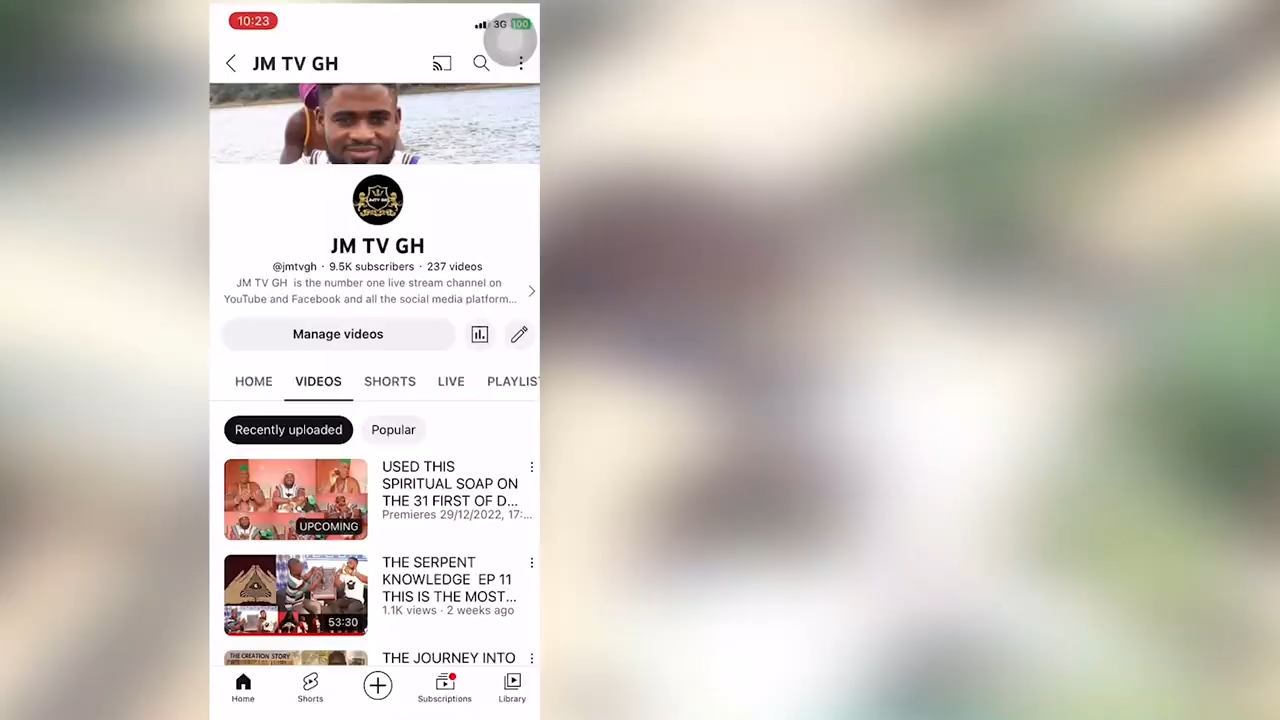 10:23
3G 100
JM TV GH
JM TV GH
@jmtvgh · 9.5K subscribers · 237 videos
JM TV GH is the number one live stream channel on
YouTube and Facebook and all the social media platform...
Manage videos
HOME VIDEOS SHORTS LIVE PLAYLIS
Recently uploaded Popular
USED THIS
SPIRITUAL SOAP ON
THE 31 FIRST OF D...
Premieres 29/12/2022, 17:...
UPCOMING
THE SERPENT
KNOWLEDGE EP 11
THIS IS THE MOST...
1.1K views · 2 weeks ago
53:30
THE CREATION STORY
THE JOURNEY INTO
Home Shorts Subscriptions Library